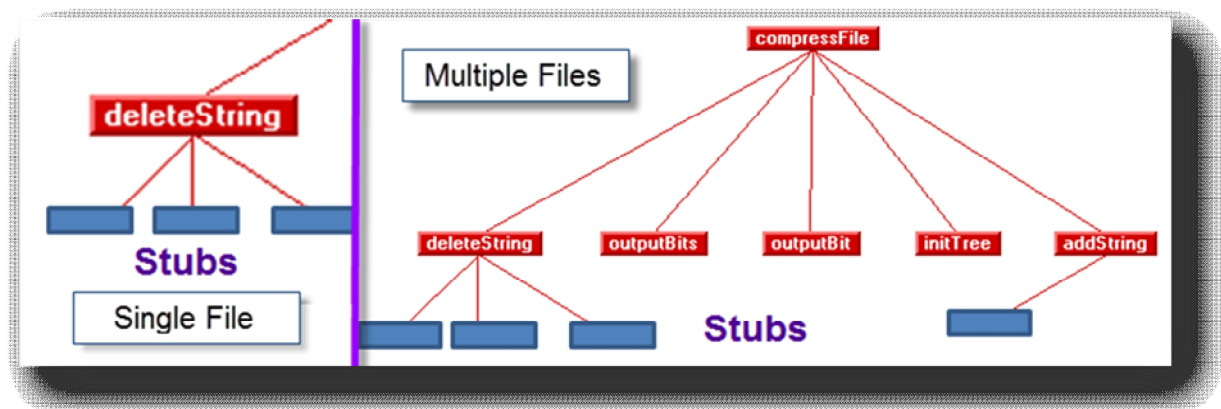 deleteString
Stubs
Single File
compressFile
Multiple Files
deleteString
outputBits
outputBit
initTree
addString
Stubs